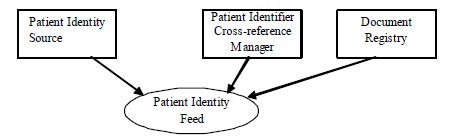 Patient Identity
Source
Patient Identifier
Cross-reference
Manager
Document
Registry
Patient Identity
Feed